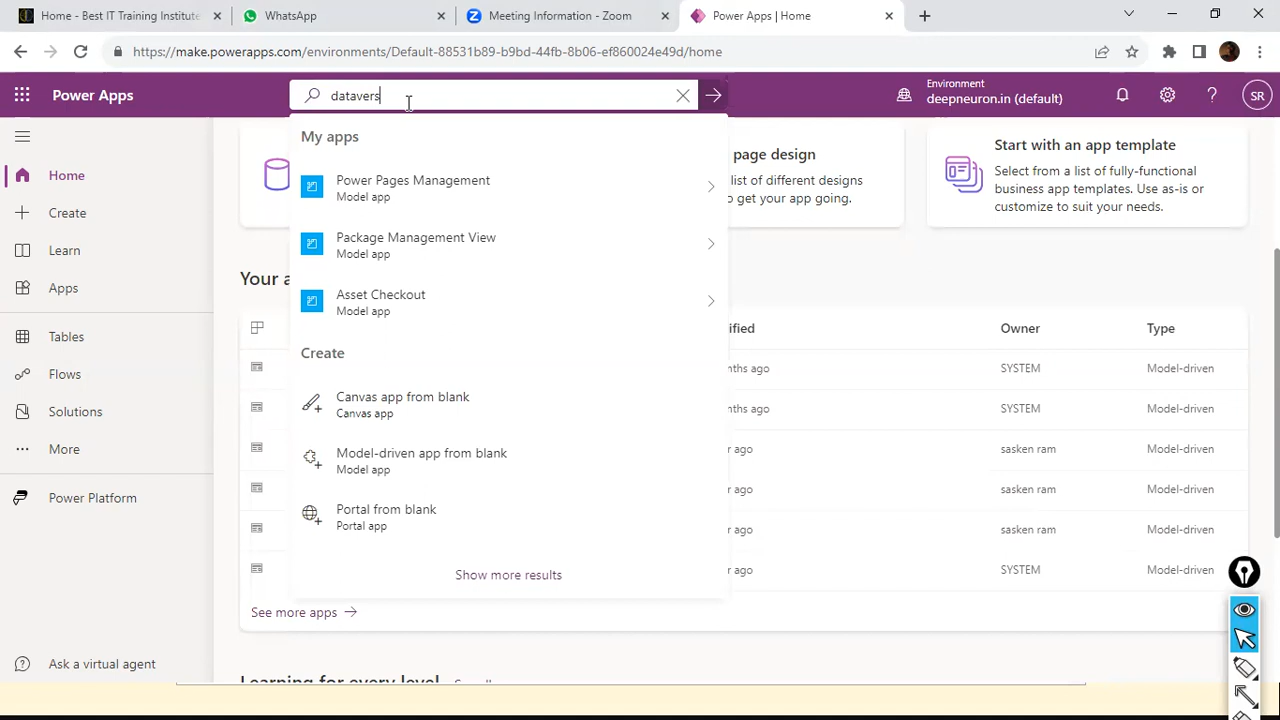 Home - Best IT Training Institute
WhatsApp
Meeting Information - Zoom
Power Apps | Home
https://make.powerapps.com/environments/Default-88531b89-b9bd-44fb-8b06-ef860024e49d/home
Power Apps
datavers
Environment
deepneuron.in (default)
SR
Home
Create
Learn
Apps
Tables
Flows
Solutions
More
Power Platform
Ask a virtual agent
My apps
Power Pages Management
Model app
Package Management View
Model app
Asset Checkout
Model app
Create
Canvas app from blank
Canvas app
Model-driven app from blank
Model app
Portal from blank
Portal app
Show more results
page design
list of different designs
to get your app going.
Start with an app template
Select from a list of fully-functional
business app templates. Use as-is or
customize to suit your needs.
Your a
ified Owner Type
nths ago SYSTEM Model-driven
nths ago SYSTEM Model-driven
r ago sasken ram Model-driven
r ago sasken ram Model-driven
r ago sasken ram Model-driven
r ago SYSTEM Model-driven
See more apps
Learning for every level